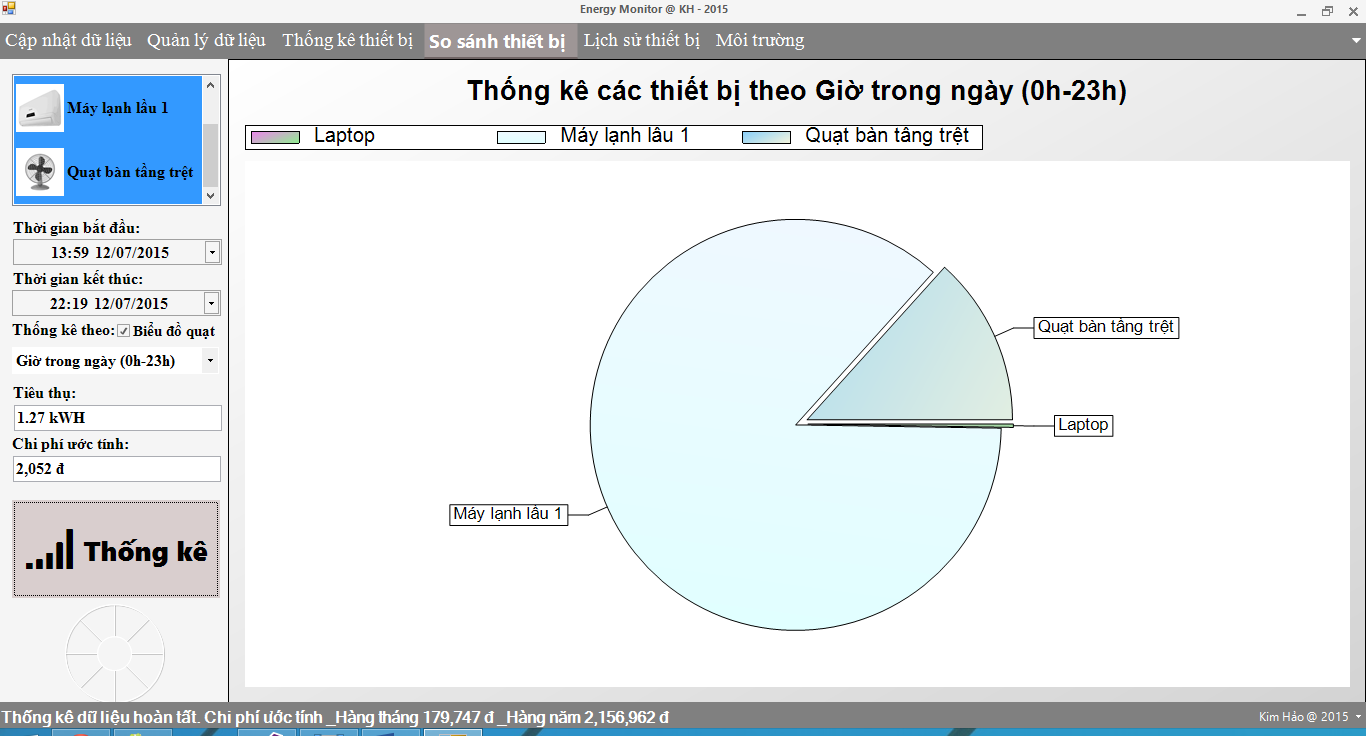 Energy Monitor @ KH - 2015
Cập nhật dữ liệu Quản lý dữ liệu Thống kê thiết bị So sánh thiết bị Lịch sử thiết bị Môi trường
Máy lạnh lầu 1
Quạt bàn tầng trệt
Thời gian bắt đầu:
13:59 12/07/2015
Thời gian kết thúc:
22:19 12/07/2015
Thống kê theo: Biểu đồ quạt
Giờ trong ngày (0h-23h)
Tiêu thụ:
1.27 kWH
Chi phí ước tính:
2,052 đ
Thống kê
Thống kê các thiết bị theo Giờ trong ngày (0h-23h)
Laptop Máy lạnh lầu 1 Quạt bàn tầng trệt
Quạt bàn tầng trệt
Laptop
Máy lạnh lầu 1
Thống kê dữ liệu hoàn tất. Chi phí ước tính _Hàng tháng 179,747 đ _Hàng năm 2,156,962 đ
Kim Hảo @ 2015